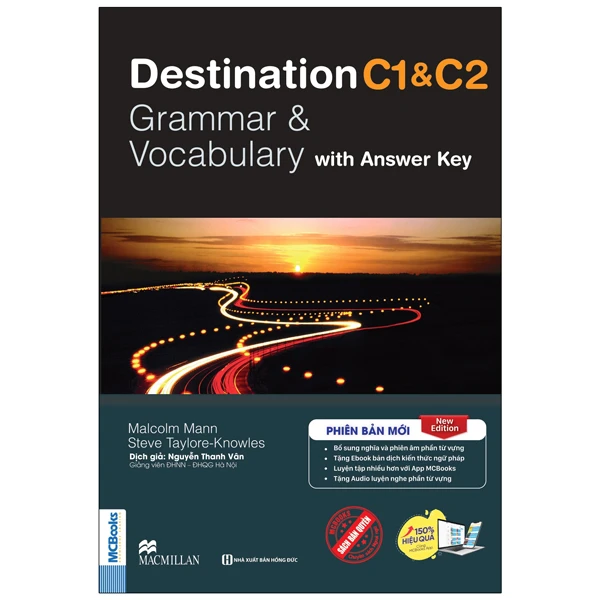 Destination C1&C2
Grammar &
Vocabulary with Answer Key
Malcolm Mann
Steve Taylore-Knowles
Dịch giả: Nguyễn Thanh Vân
Giảng viên ĐHNN - ĐHQG Hà Nội
PHIÊN BẢN MỚI
New
Edition
Bổ sung nghĩa và phiên âm phần từ vựng
Tặng Ebook bản dịch kiến thức ngữ pháp
Luyện tập nhiều hơn với App MCBooks
Tặng Audio luyện nghe phần từ vựng
MCBooks
MACMILLAN
NHÀ XUẤT BẢN HỒNG ĐỨC
MCBOOKS
SÁCH BẢN QUYỀN
150%
HIỆU QUẢ